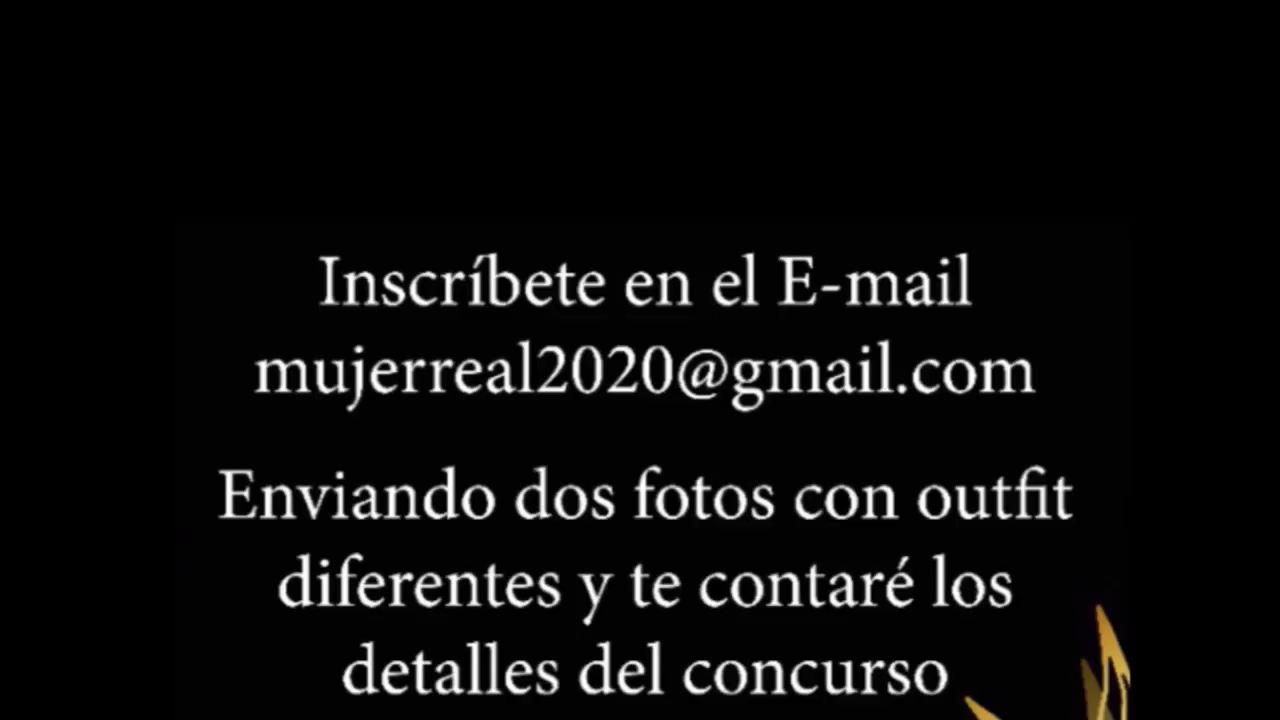 Inscríbete en el E-mail
mujerreal2020@gmail.com
Enviando dos fotos con outfit
diferentes y te contaré los
detalles del concurso